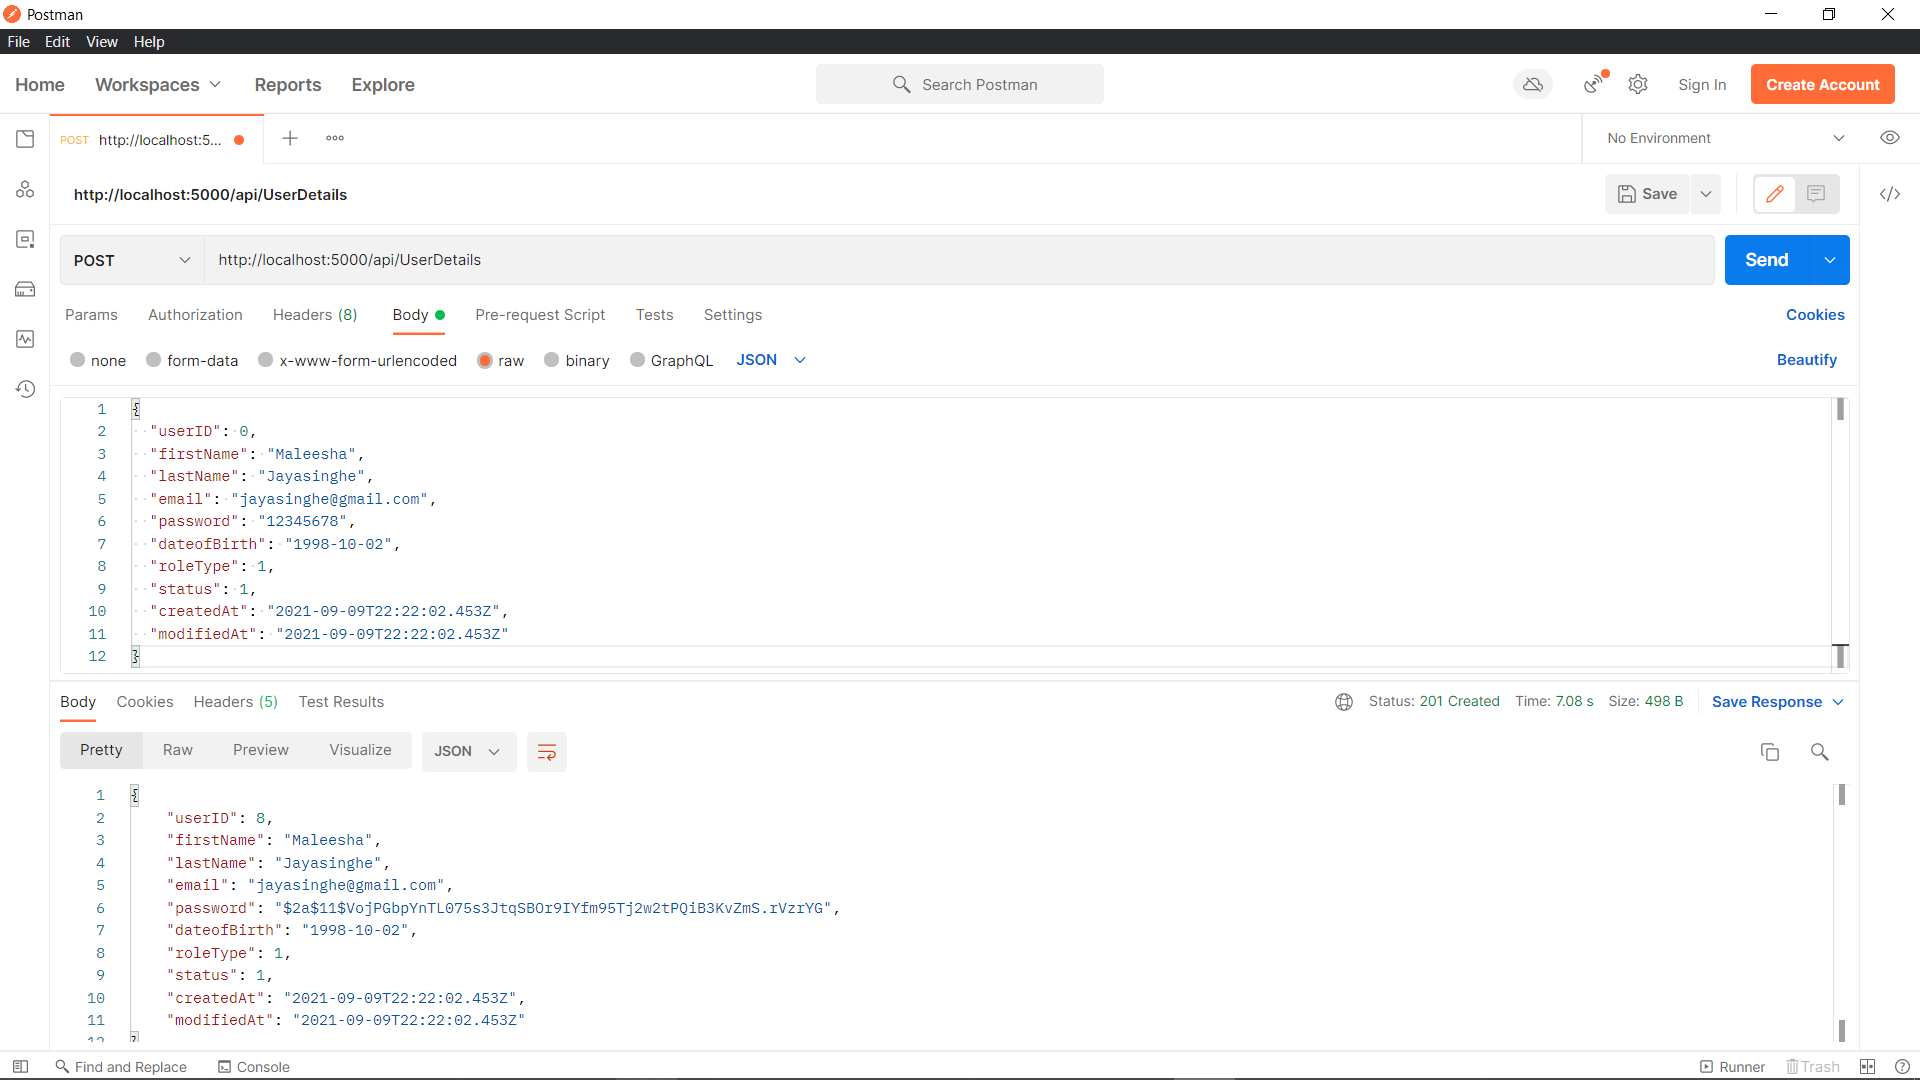 Postman
File Edit View Help
Home Workspaces Reports Explore Search Postman Sign In Create Account
POST http://localhost:5... No Environment
http://localhost:5000/api/UserDetails Save
POST http://localhost:5000/api/UserDetails Send
Params Authorization Headers (8) Body Pre-request Script Tests Settings Cookies
none form-data x-www-form-urlencoded raw binary GraphQL JSON Beautify
1 {
2 "userID": 0,
3 "firstName": "Maleesha",
4 "lastName": "Jayasinghe",
5 "email": "jayasinghe@gmail.com",
6 "password": "12345678",
7 "dateofBirth": "1998-10-02",
8 "roleType": 1,
9 "status": 1,
10 "createdAt": "2021-09-09T22:22:02.453Z",
11 "modifiedAt": "2021-09-09T22:22:02.453Z"
12 }
Body Cookies Headers (5) Test Results Status: 201 Created Time: 7.08 s Size: 498 B Save Response
Pretty Raw Preview Visualize JSON
1 {
2 "userID": 8,
3 "firstName": "Maleesha",
4 "lastName": "Jayasinghe",
5 "email": "jayasinghe@gmail.com",
6 "password": "$2a$11$VojPGbpYnTL075s3JtqSBOr9IYfm95Tj2w2tPQiB3KvZmS.rVzrYG",
7 "dateofBirth": "1998-10-02",
8 "roleType": 1,
9 "status": 1,
10 "createdAt": "2021-09-09T22:22:02.453Z",
11 "modifiedAt": "2021-09-09T22:22:02.453Z"
12 }
Find and Replace Console Runner Trash